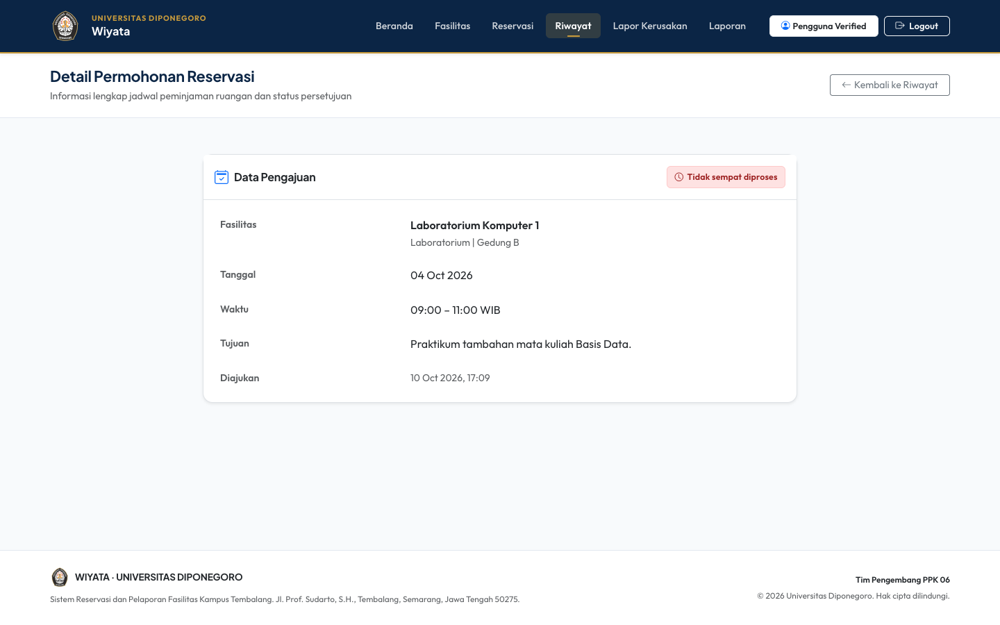 UNIVERSITAS DIPONEGORO
Wiyata
Beranda
Fasilitas
Reservasi
Riwayat
Lapor Kerusakan
Laporan
Pengguna Verified
Logout
Detail Permohonan Reservasi
Informasi lengkap jadwal peminjaman ruangan dan status persetujuan
← Kembali ke Riwayat
Data Pengajuan
Tidak sempat diproses
Fasilitas
Laboratorium Komputer 1
Laboratorium | Gedung B
Tanggal
04 Oct 2026
Waktu
09:00 – 11:00 WIB
Tujuan
Praktikum tambahan mata kuliah Basis Data.
Diajukan
10 Oct 2026, 17:09
WIYATA · UNIVERSITAS DIPONEGORO
Sistem Reservasi dan Pelaporan Fasilitas Kampus Tembalang. Jl. Prof. Sudarto, S.H., Tembalang, Semarang, Jawa Tengah 50275.
Tim Pengembang PPK 06
© 2026 Universitas Diponegoro. Hak cipta dilindungi.